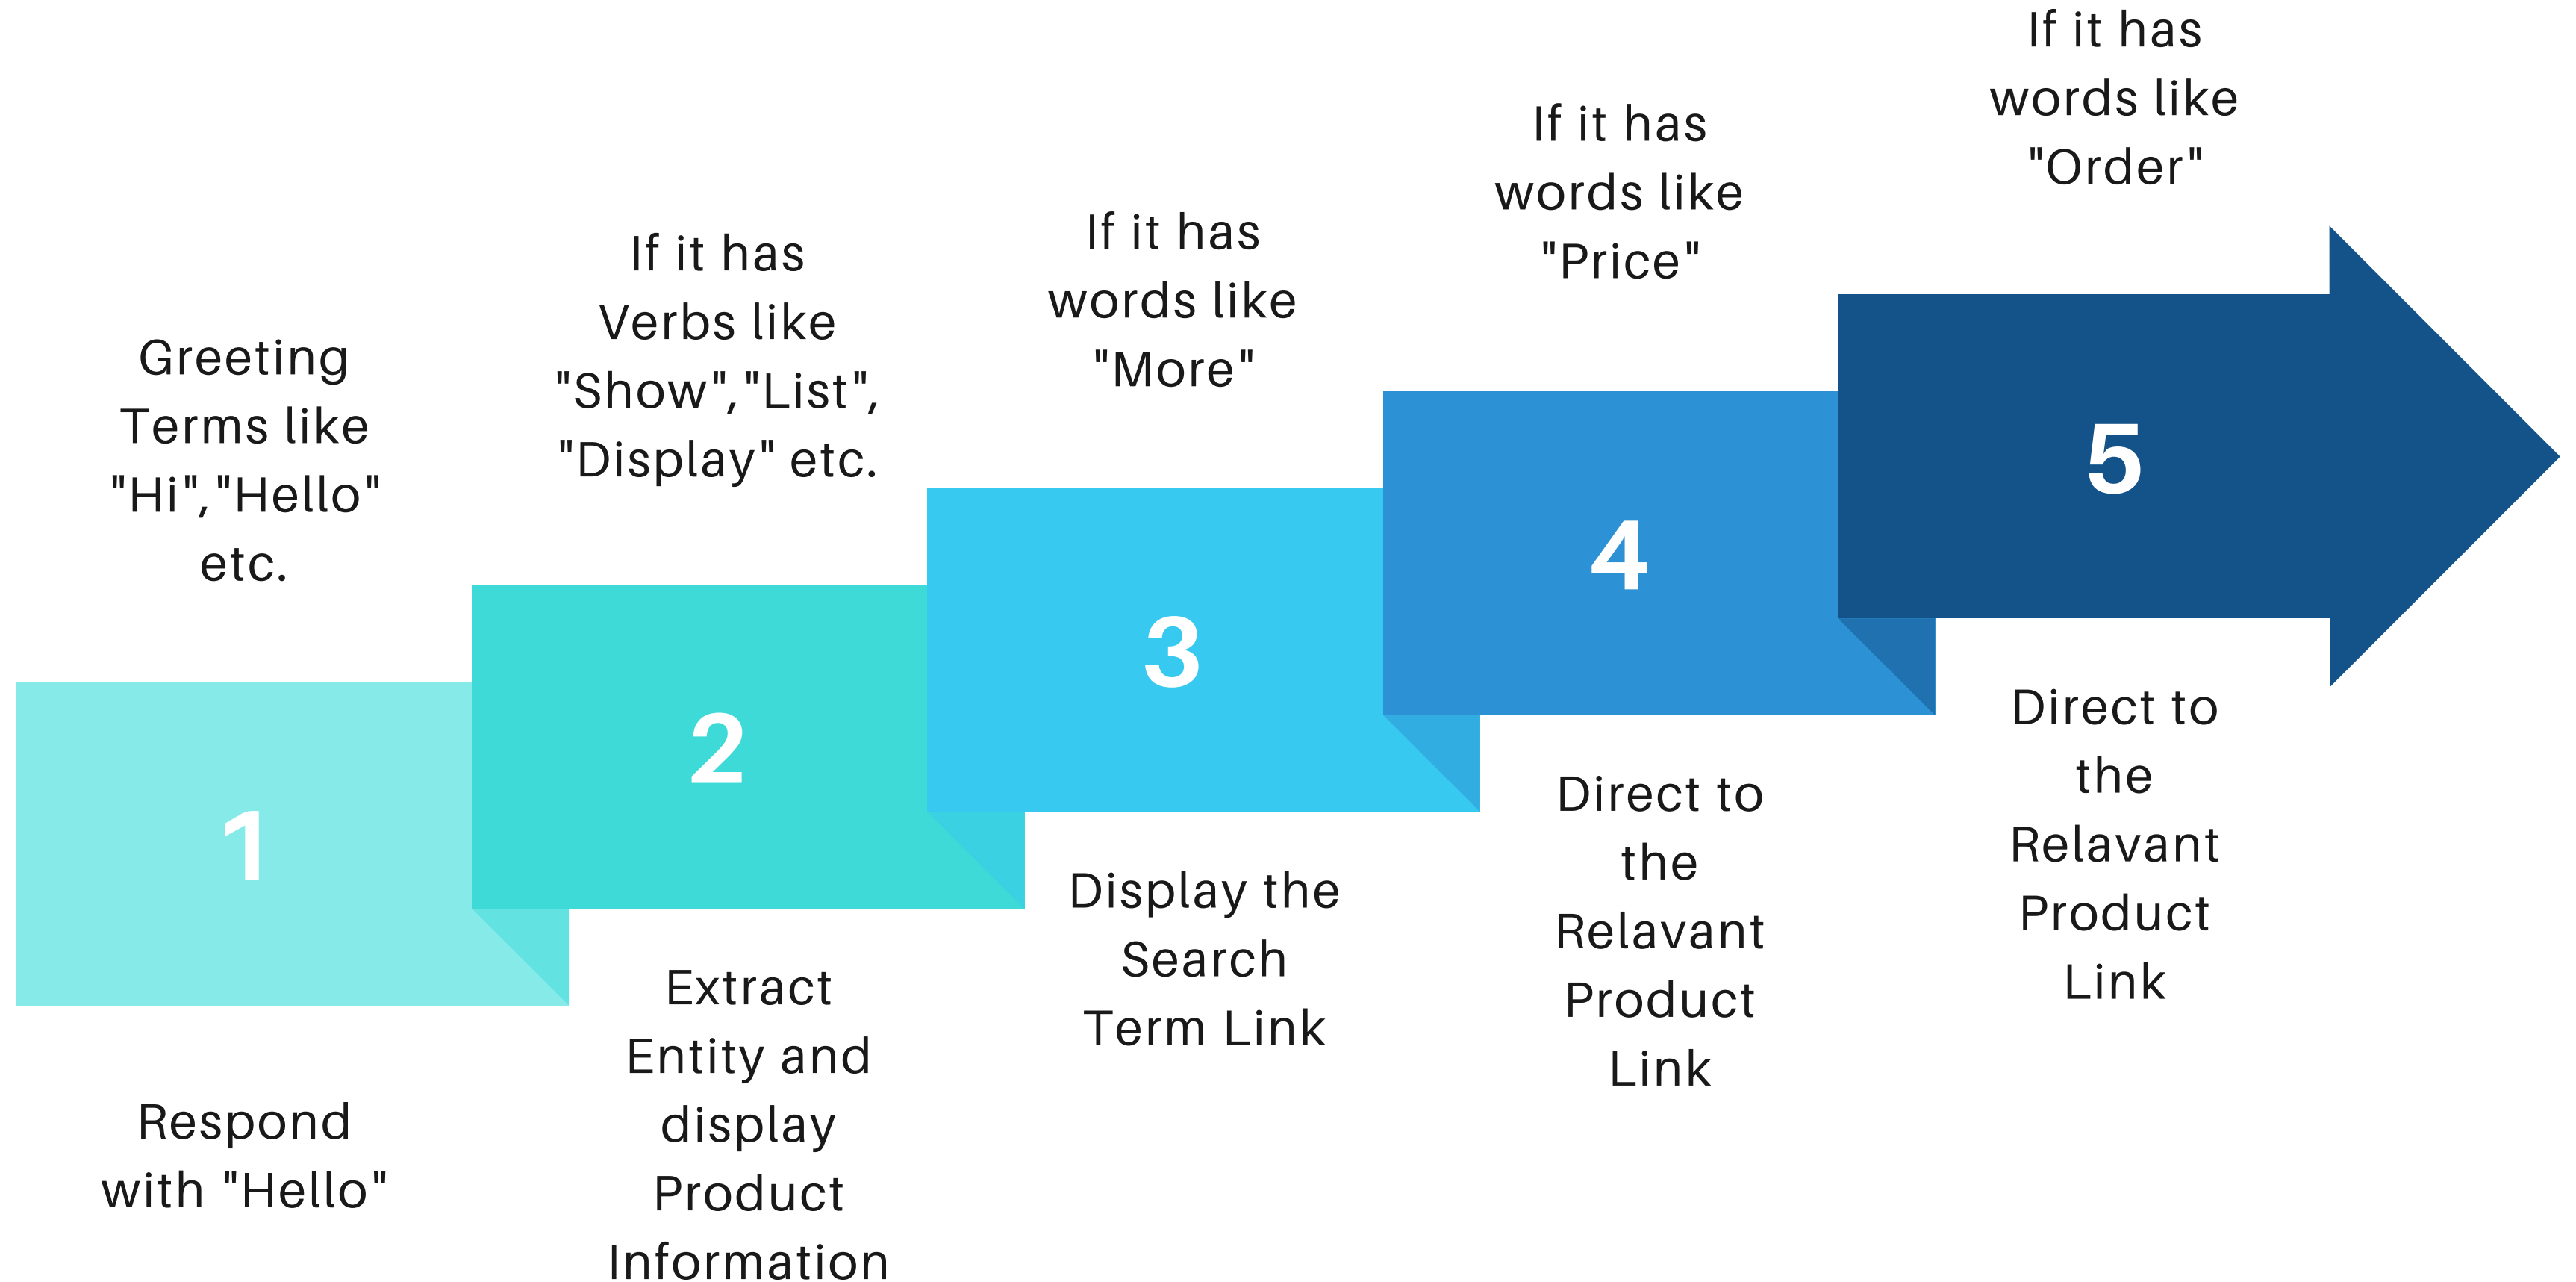 Greeting
Terms like
"Hi","Hello"
etc.
1
Respond
with "Hello"
If it has
Verbs like
"Show","List",
"Display" etc.
2
Extract
Entity and
display
Product
Information
If it has
words like
"More"
3
Display the
Search
Term Link
If it has
words like
"Price"
4
Direct to
the
Relavant
Product
Link
If it has
words like
"Order"
5
Direct to
the
Relavant
Product
Link